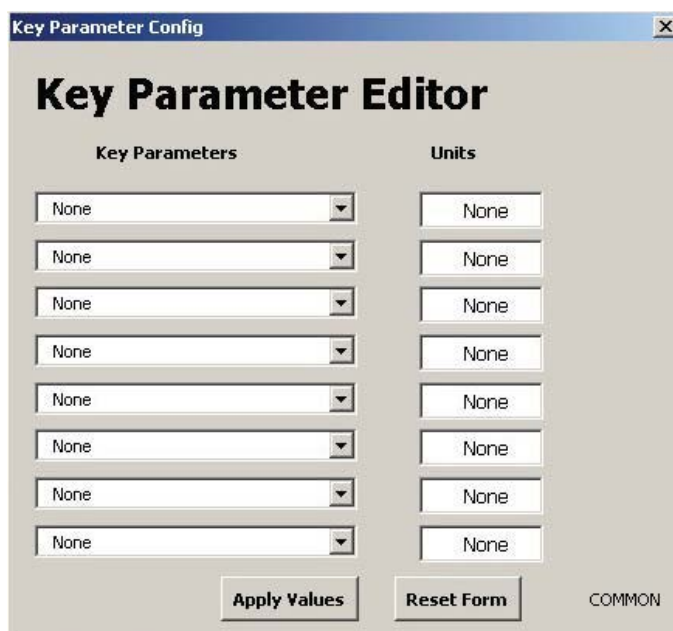 Key Parameter Config
Key Parameter Editor
Key Parameters Units
None None
None None
None None
None None
None None
None None
None None
None None
Apply Values Reset Form COMMON